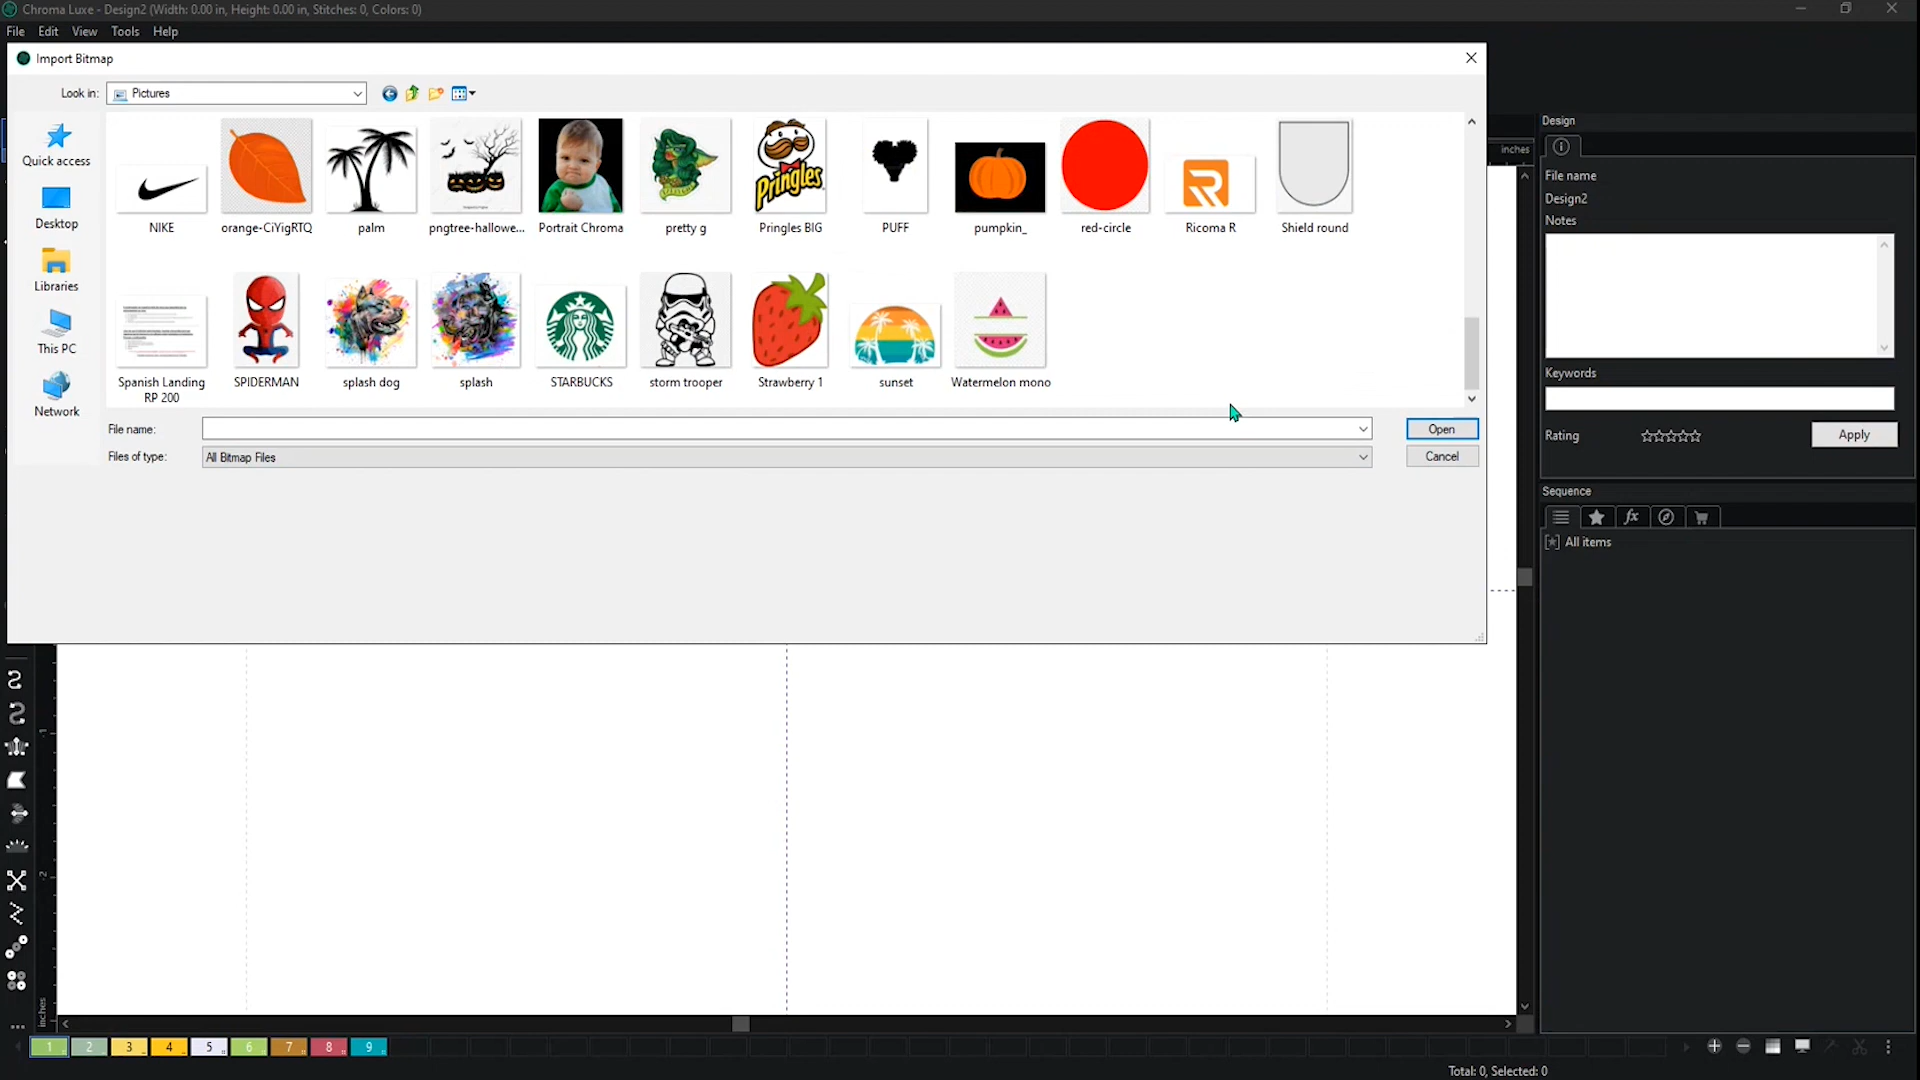 Chroma Luxe - Design2 (Width: 0.00 in, Height: 0.00 in, Stitches: 0, Colors: 0)
File Edit View Tools Help
Import Bitmap
Look in: Pictures
Quick access
Desktop
Libraries
This PC
Network
Pringles
NIKE orange-CiYigRTQ palm pngtree-hallowe... Portrait Chroma pretty g Pringles BIG PUFF pumpkin_ red-circle Ricoma R Shield round
Spanish Landing RP 200 SPIDERMAN splash dog splash STARBUCKS storm trooper Strawberry 1 sunset Watermelon mono
File name: Open
Files of type: All Bitmap Files Cancel
inches
Design
File name
Design2
Notes
Keywords
Rating Apply
Sequence
All items
-1
-2
inches
1 2 3 4 5 6 7 8 9
Total: 0, Selected: 0